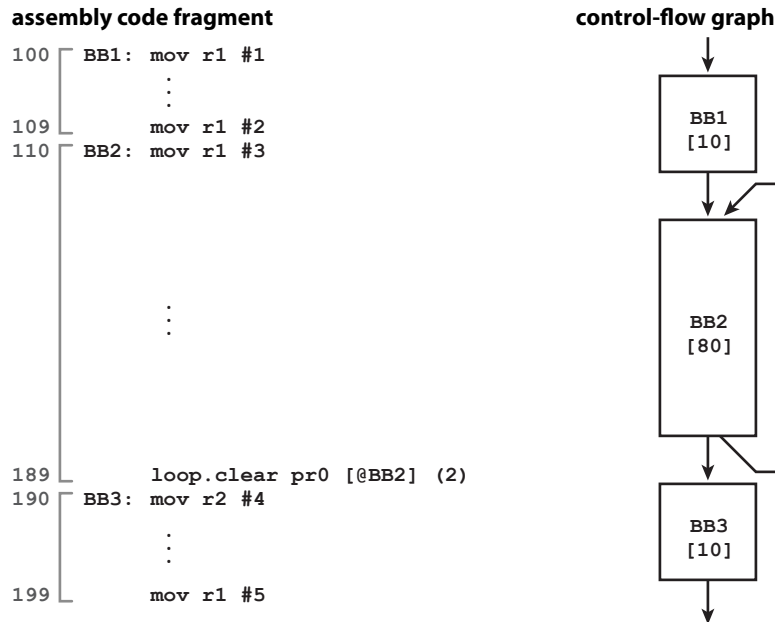 assembly code fragment
100 BB1: mov r1 #1
109 mov r1 #2
110 BB2: mov r1 #3
189 loop.clear pr0 [@BB2] (2)
190 BB3: mov r2 #4
199 mov r1 #5
control-flow graph
BB1
[10]
BB2
[80]
BB3
[10]